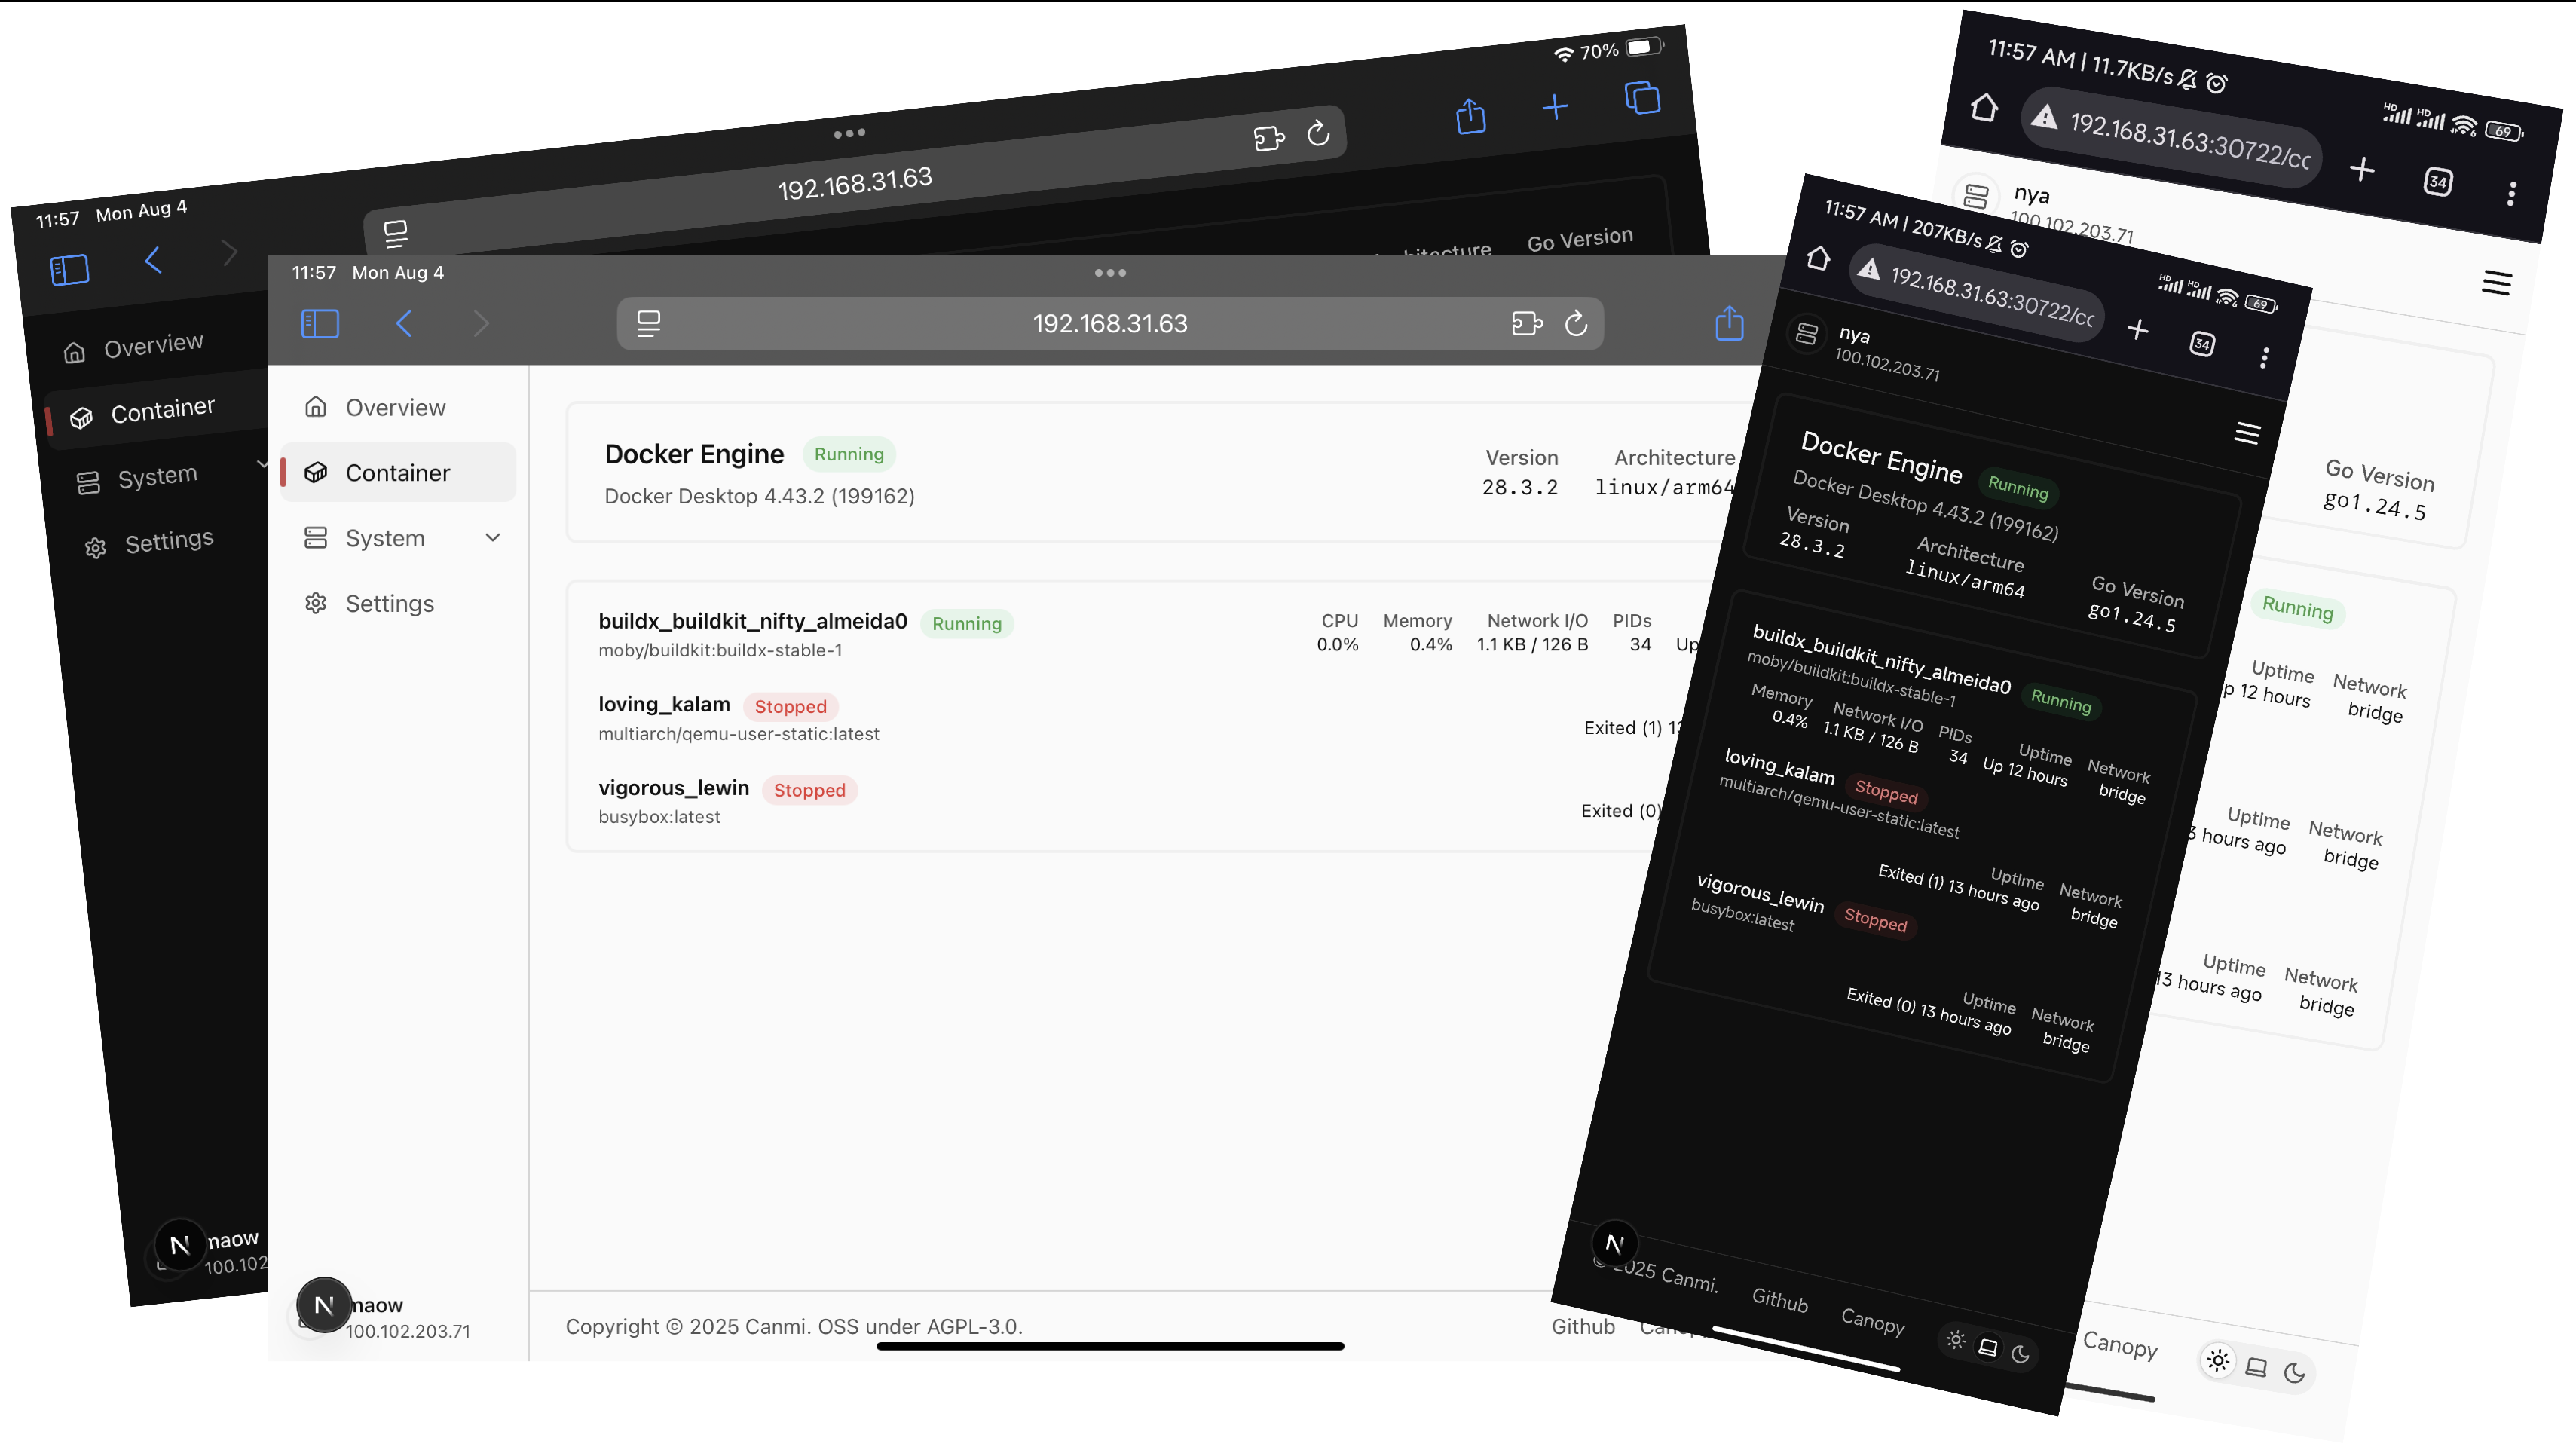 11:57 Mon Aug 4
70%
192.168.31.63
Go Version
Overview
Container
System
Settings
N
maow
11:57 Mon Aug 4
192.168.31.63
Overview
Container
System
Settings
Docker Engine Running
Docker Desktop 4.43.2 (199162)
Version Architecture
28.3.2 linux/arm64
buildx_buildkit_nifty_almeida0 Running
moby/buildkit:buildx-stable-1
CPU Memory Network I/O PIDs
0.0% 0.4% 1.1 KB / 126 B 34 Up
loving_kalam Stopped
multiarch/qemu-user-static:latest
Exited (1)
vigorous_lewin Stopped
busybox:latest
Exited (0)
N
maow
100.102.203.71
Copyright © 2025 Canmi. OSS under AGPL-3.0.
Github
11:57 AM | 11.7KB/s
HD HD 69
192.168.31.63:30722/cc
34
nya
100.102.203.71
Go Version
go1.24.5
Running
Uptime Network
12 hours bridge
Uptime Network
hours ago bridge
Uptime Network
13 hours ago bridge
Canopy
11:57 AM | 207KB/s
HD HD 69
192.168.31.63:30722/cc
34
nya
100.102.203.71
Docker Engine Running
Docker Desktop 4.43.2 (199162)
Version Architecture Go Version
28.3.2 linux/arm64 go1.24.5
buildx_buildkit_nifty_almeida0 Running
moby/buildkit:buildx-stable-1
Memory Network I/O PIDs Uptime Network
0.4% 1.1 KB / 126 B 34 Up 12 hours bridge
loving_kalam Stopped
multiarch/qemu-user-static:latest
Uptime Network
Exited (1) 13 hours ago bridge
vigorous_lewin Stopped
busybox:latest
Uptime Network
Exited (0) 13 hours ago bridge
N
2025 Canmi. Github Canopy